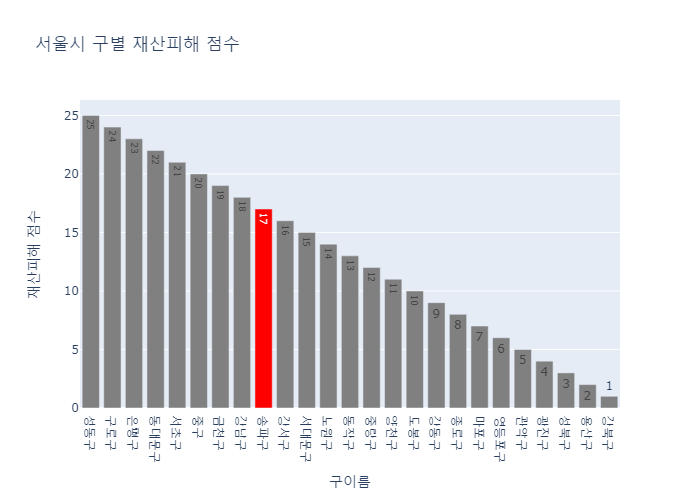 서울시 구별 재산피해 점수
재산피해 점수
25
20
15
10
5
0
25
24
23
22
21
20
19
18
17
16
15
14
13
12
11
10
9
8
7
6
5
4
3
2
1
성동구
구로구
은평구
동대문구
서초구
중구
금천구
강남구
송파구
강서구
서대문구
노원구
동작구
중랑구
양천구
도봉구
강동구
종로구
마포구
영등포구
관악구
광진구
성북구
용산구
강북구
구이름